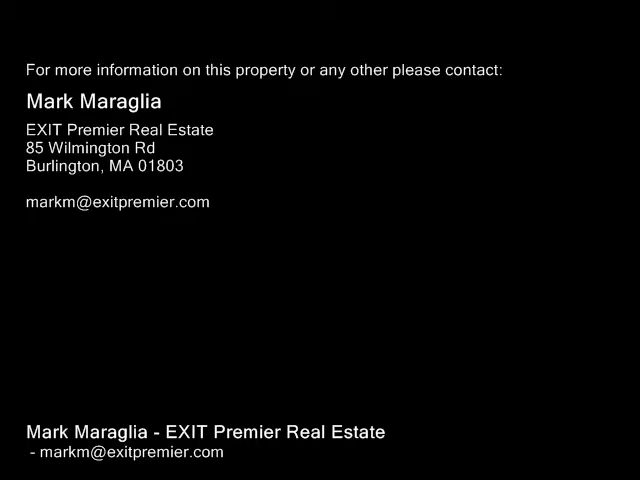 For more information on this property or any other please contact:
Mark Maraglia
EXIT Premier Real Estate
85 Wilmington Rd
Burlington, MA 01803
markm@exitpremier.com
Mark Maraglia - EXIT Premier Real Estate
- markm@exitpremier.com